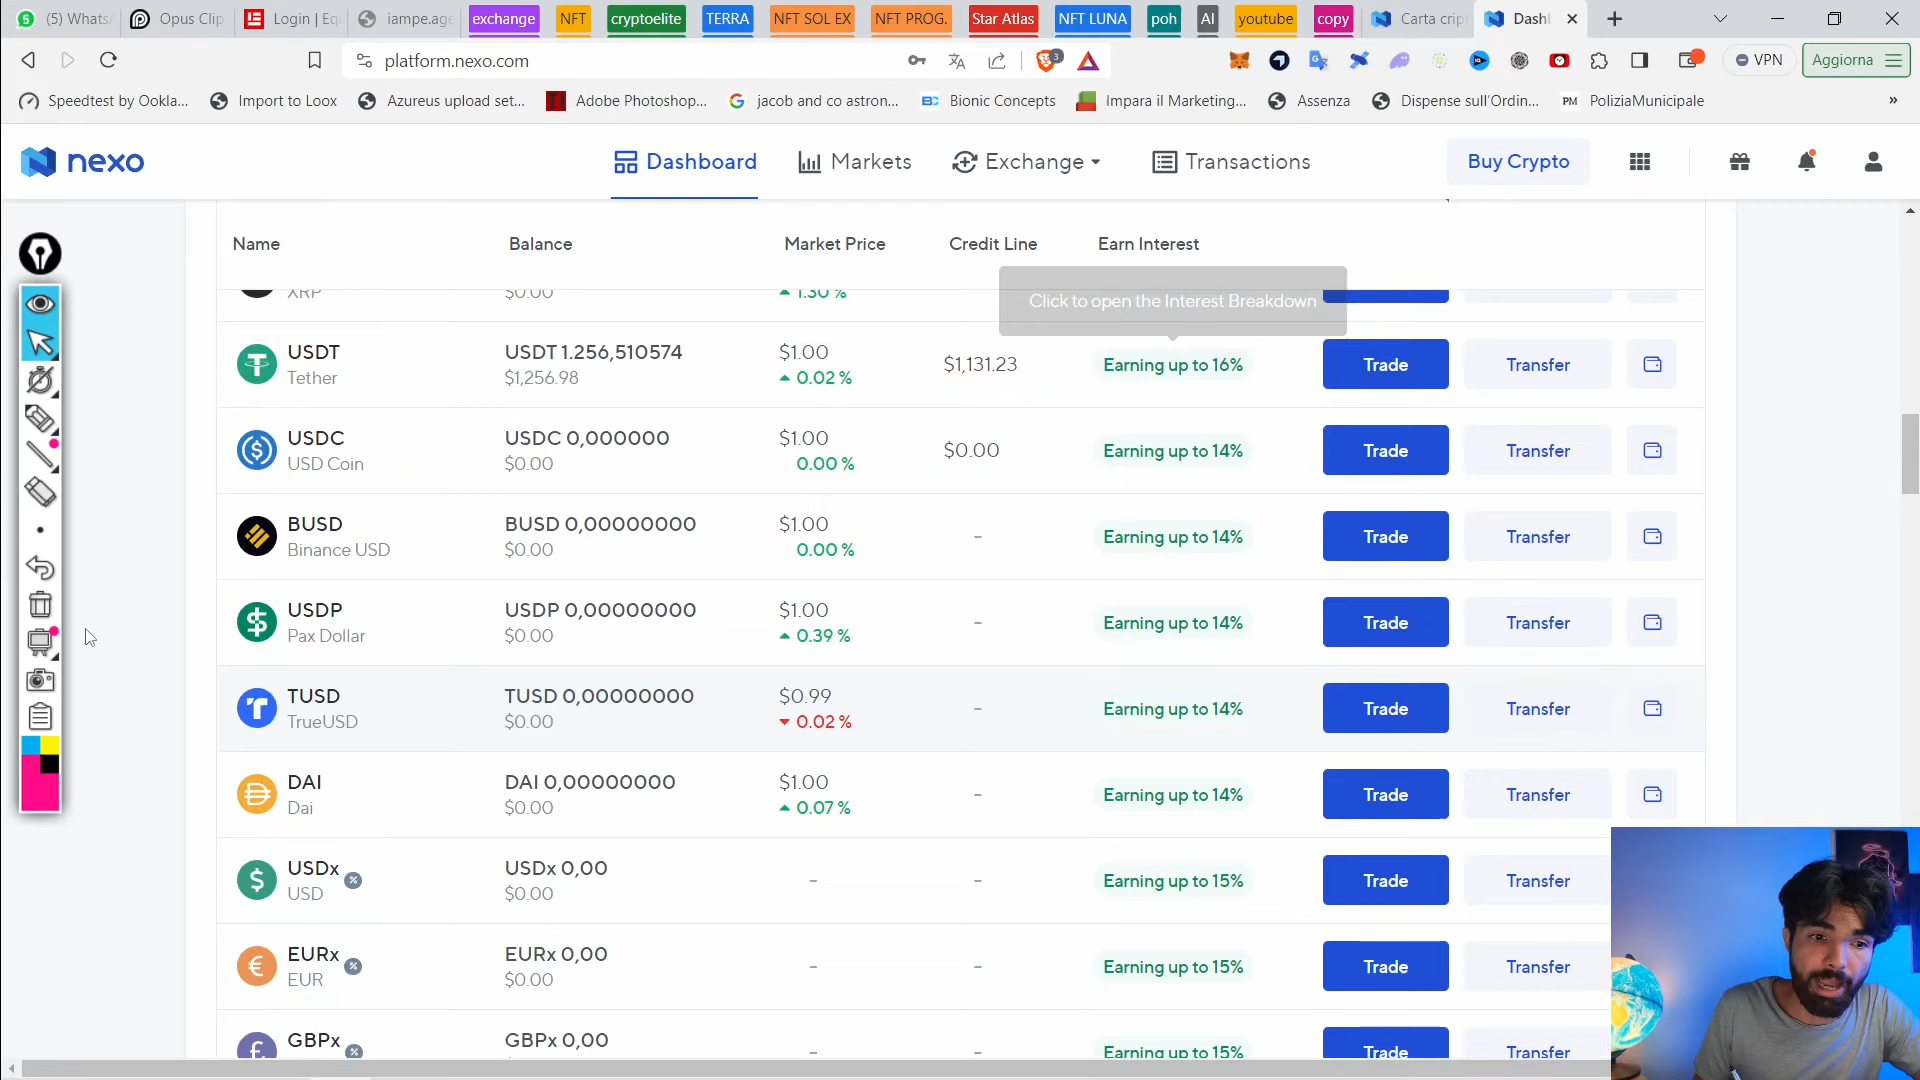 (5) Whats
Opus Clip
Login | Eq
iampe.age
exchange
NFT
cryptoelite
TERRA
NFT SOL EX
NFT PROG.
Star Atlas
NFT LUNA
poh
AI
youtube
copy
Carta crip
Dash
platform.nexo.com
3
VPN
Aggiorna
Speedtest by Ookla...
Import to Loox
Azureus upload set...
Adobe Photoshop...
jacob and co astron...
Bionic Concepts
Impara il Marketing...
Assenza
Dispense sull'Ordin...
PM PoliziaMunicipale
»
nexo
Dashboard
Markets
Exchange
Transactions
Buy Crypto
Name Balance Market Price Credit Line Earn Interest
XRP $0.00 1.30 %
Click to open the Interest Breakdown
USDT USDT 1.256,510574 $1.00 $1,131.23 Earning up to 16% Trade Transfer
Tether $1,256.98 0.02 %
USDC USDC 0,000000 $1.00 $0.00 Earning up to 14% Trade Transfer
USD Coin $0.00 0.00 %
BUSD BUSD 0,00000000 $1.00 - Earning up to 14% Trade Transfer
Binance USD $0.00 0.00 %
USDP USDP 0,00000000 $1.00 - Earning up to 14% Trade Transfer
Pax Dollar $0.00 0.39 %
TUSD TUSD 0,00000000 $0.99 - Earning up to 14% Trade Transfer
TrueUSD $0.00 0.02 %
DAI DAI 0,00000000 $1.00 - Earning up to 14% Trade Transfer
Dai $0.00 0.07 %
USDx USDx 0,00 - - Earning up to 15% Trade Transfer
USD $0.00
EURx EURx 0,00 - - Earning up to 15% Trade Transfer
EUR $0.00
GBPx GBPx 0,00 - - Earning up to 15% Trade Transfer